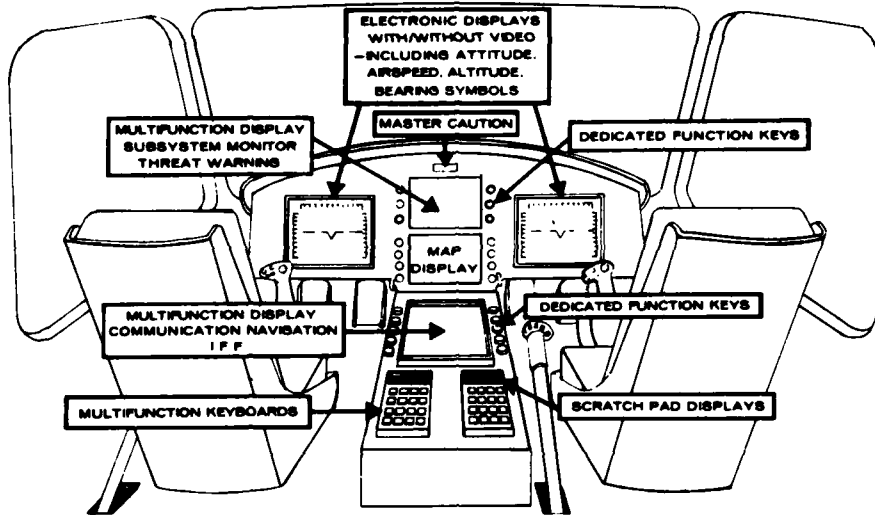 ELECTRONIC DISPLAYS
WITH/WITHOUT VIDEO
-INCLUDING ATTITUDE,
AIRSPEED, ALTITUDE,
BEARING SYMBOLS
MASTER CAUTION
MULTIFUNCTION DISPLAY
SUBSYSTEM MONITOR
THREAT WARNING
DEDICATED FUNCTION KEYS
MAP
DISPLAY
MULTIFUNCTION DISPLAY
COMMUNICATION NAVISATION
I F F
DEDICATED FUNCTION KEYS
MULTIFUNCTION KEYBOARDS
SCRATCH PAD DISPLAYS